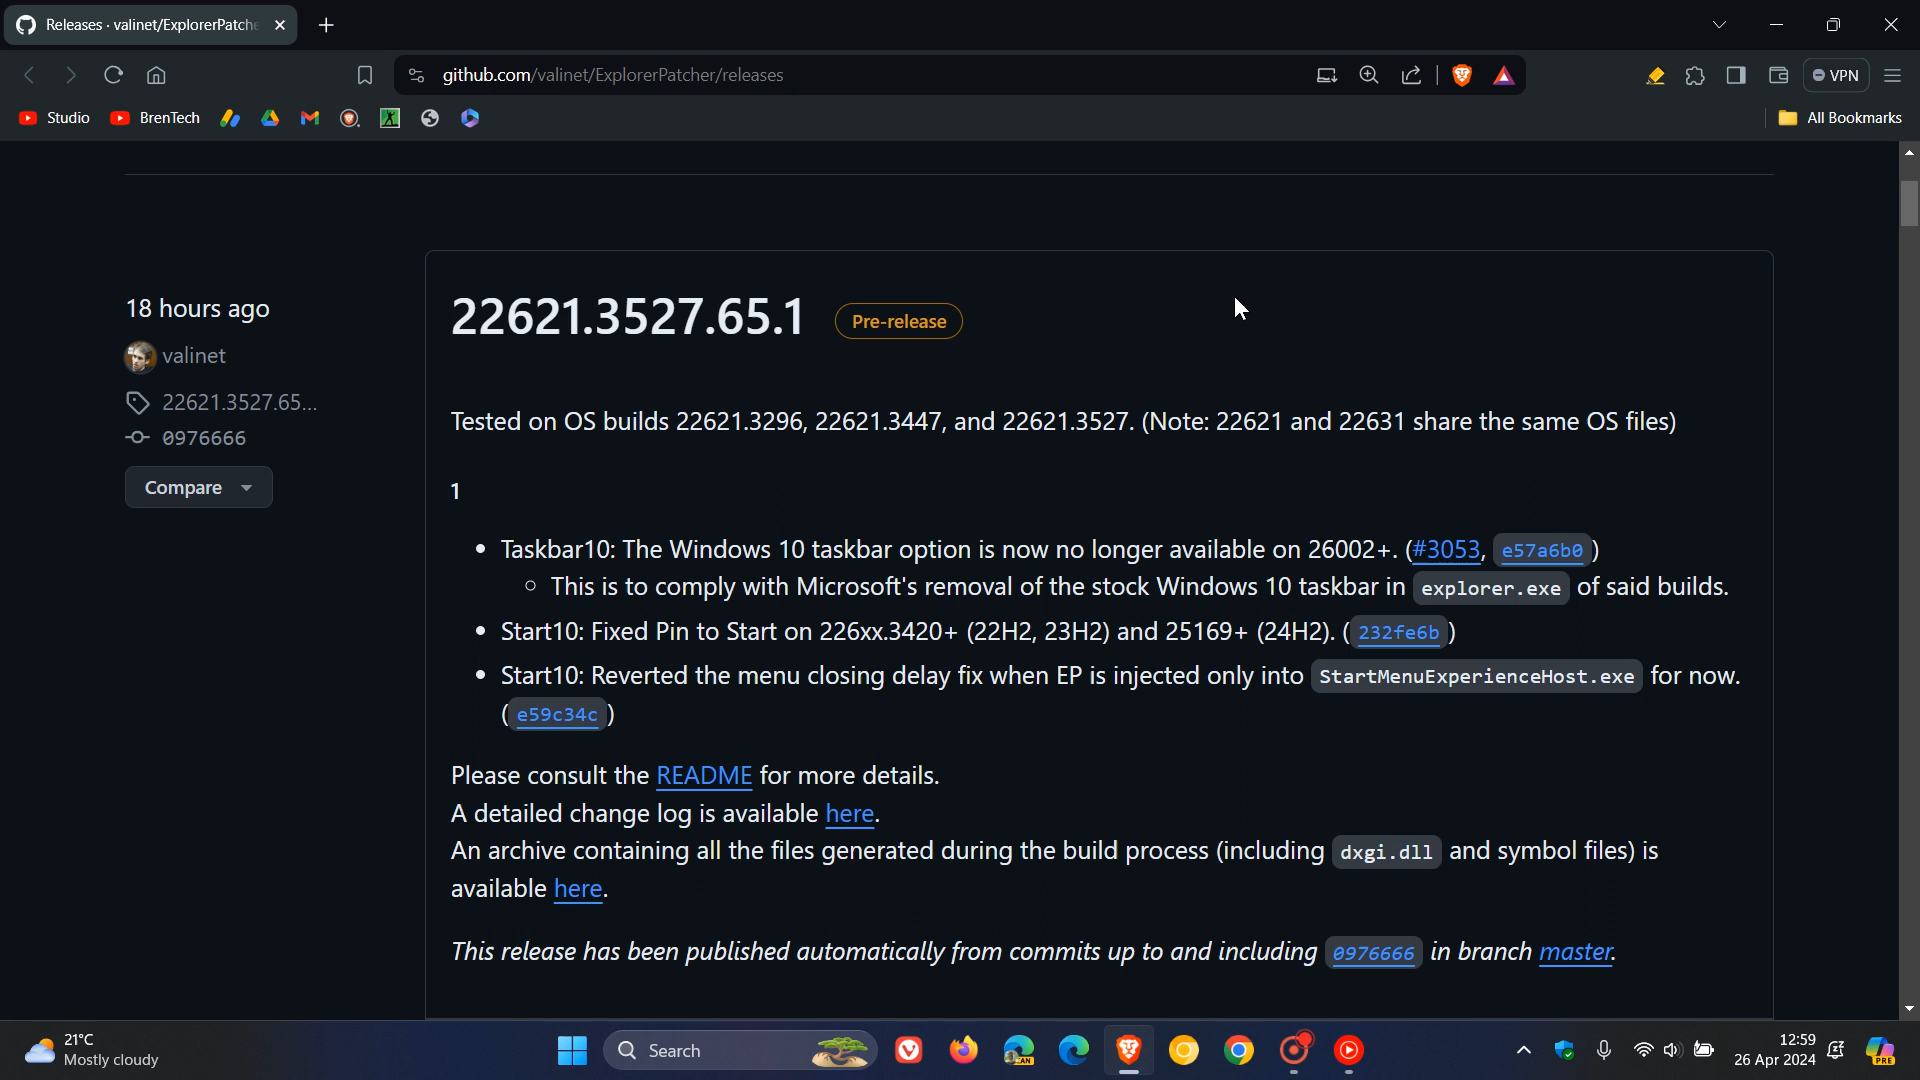 Releases · valinet/ExplorerPatche
github.com/valinet/ExplorerPatcher/releases
VPN
Studio
BrenTech
All Bookmarks
18 hours ago
valinet
22621.3527.65...
0976666
Compare
22621.3527.65.1
Pre-release
Tested on OS builds 22621.3296, 22621.3447, and 22621.3527. (Note: 22621 and 22631 share the same OS files)
1
• Taskbar10: The Windows 10 taskbar option is now no longer available on 26002+. (#3053, e57a6b0)
○ This is to comply with Microsoft's removal of the stock Windows 10 taskbar in explorer.exe of said builds.
• Start10: Fixed Pin to Start on 226xx.3420+ (22H2, 23H2) and 25169+ (24H2). (232fe6b)
• Start10: Reverted the menu closing delay fix when EP is injected only into StartMenuExperienceHost.exe for now.
(e59c34c)
Please consult the README for more details.
A detailed change log is available here.
An archive containing all the files generated during the build process (including dxgi.dll and symbol files) is
available here.
This release has been published automatically from commits up to and including 0976666 in branch master.
21°C
Mostly cloudy
Search
CAN
12:59
26 Apr 2024
PRE